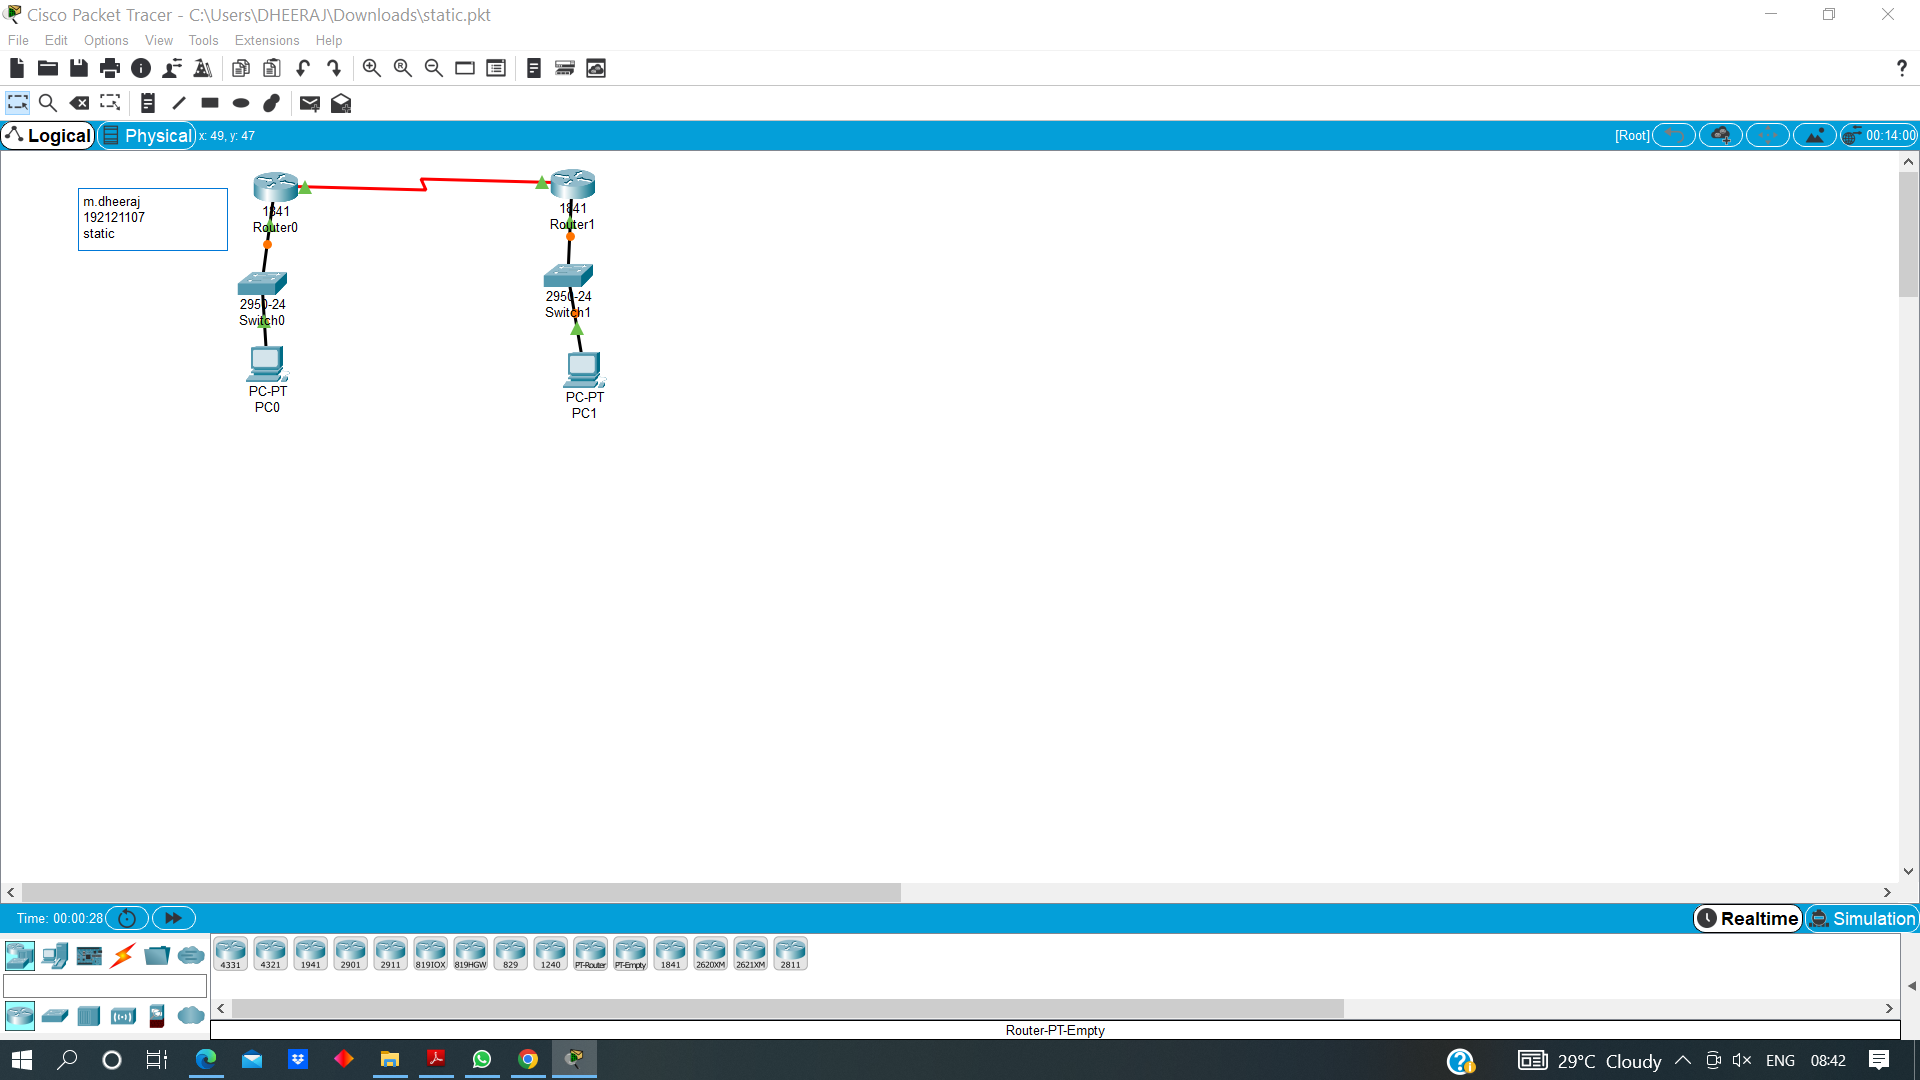 Cisco Packet Tracer - C:\Users\DHEERAJ\Downloads\static.pkt
File Edit Options View Tools Extensions Help
?
Logical Physical x: 49, y: 47 [Root] 00:14:00
m.dheeraj
192121107
static
1841
Router0
1841
Router1
2950-24
Switch0
2950-24
Switch1
PC-PT
PC0
PC-PT
PC1
Time: 00:00:28 Realtime Simulation
4331 4321 1941 2901 2911 819IOX 819HGW 829 1240 PT-Router PT-Empty 1841 2620XM 2621XM 2811
Router-PT-Empty
29°C Cloudy ENG 08:42